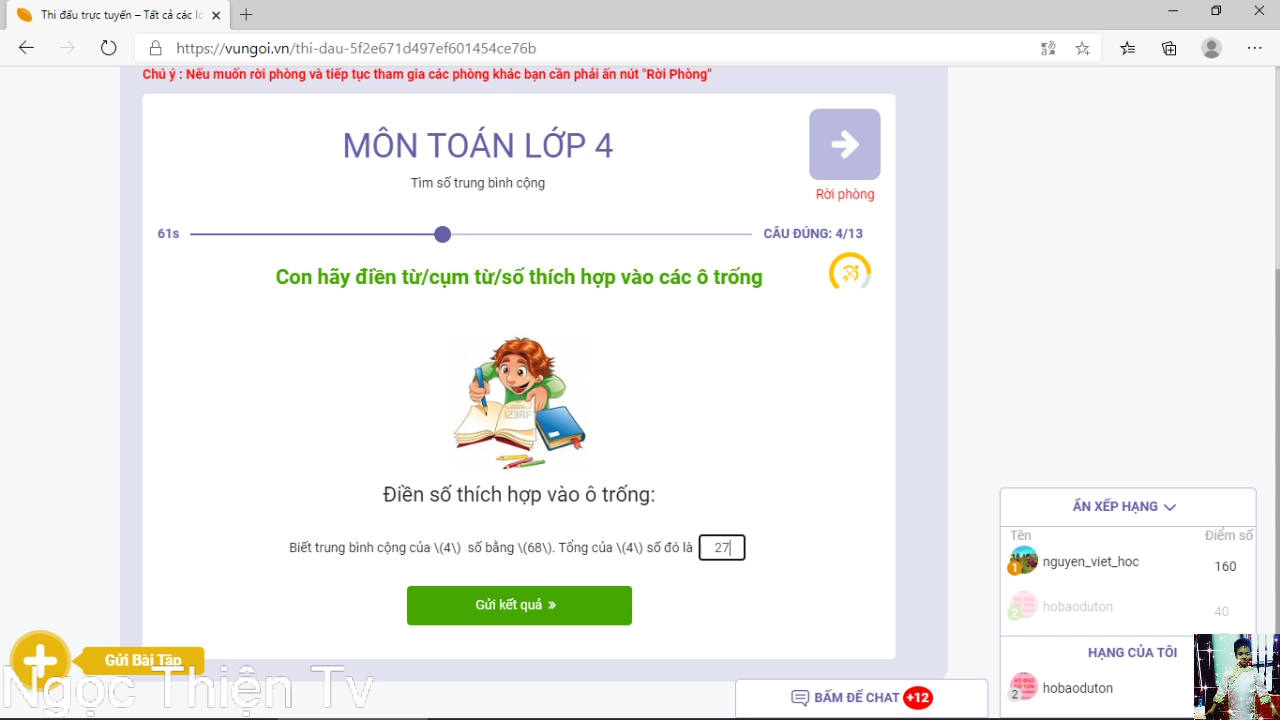 Thi đấu trực tuyến - Tất cả các lc
https://vungoi.vn/thi-dau-5f2e671d497ef601454ce76b
Chú ý : Nếu muốn rời phòng và tiếp tục tham gia các phòng khác bạn cần phải ấn nút "Rời Phòng"
MÔN TOÁN LỚP 4
Tìm số trung bình cộng
Rời phòng
61s
CÂU ĐÚNG: 4/13
Con hãy điền từ/cụm từ/số thích hợp vào các ô trống
123RF
Điền số thích hợp vào ô trống:
Biết trung bình cộng của \(4\) số bằng \(68\). Tổng của \(4\) số đó là 27
Gửi kết quả »
ẨN XẾP HẠNG
Tên Điểm số
1 nguyen_viet_hoc 160
2 hobaoduton 40
HẠNG CỦA TÔI
2 hobaoduton
Gửi Bài Tập
Ngọc Thiện Tv
BẤM ĐỂ CHAT +12